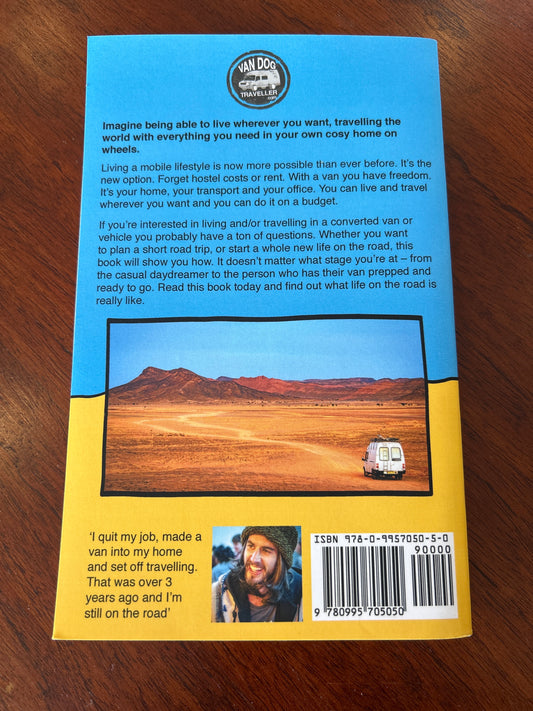 VAN DOG
TRAVELLER
.com
Imagine being able to live wherever you want, travelling the
world with everything you need in your own cosy home on
wheels.
Living a mobile lifestyle is now more possible than ever before. It's the
new option. Forget hostel costs or rent. With a van you have freedom.
It's your home, your transport and your office. You can live and travel
wherever you want and you can do it on a budget.
If you're interested in living and/or travelling in a converted van or
vehicle you probably have a ton of questions. Whether you want
to plan a short road trip, or start a whole new life on the road, this
book will show you how. It doesn't matter what stage you're at – from
the casual daydreamer to the person who has their van prepped and
ready to go. Read this book today and find out what life on the road is
really like.
'I quit my job, made a
van into my home
and set off travelling.
That was over 3
years ago and I'm
still on the road'
ISBN 978-0-9957050-5-0
90000
9 780995 705050